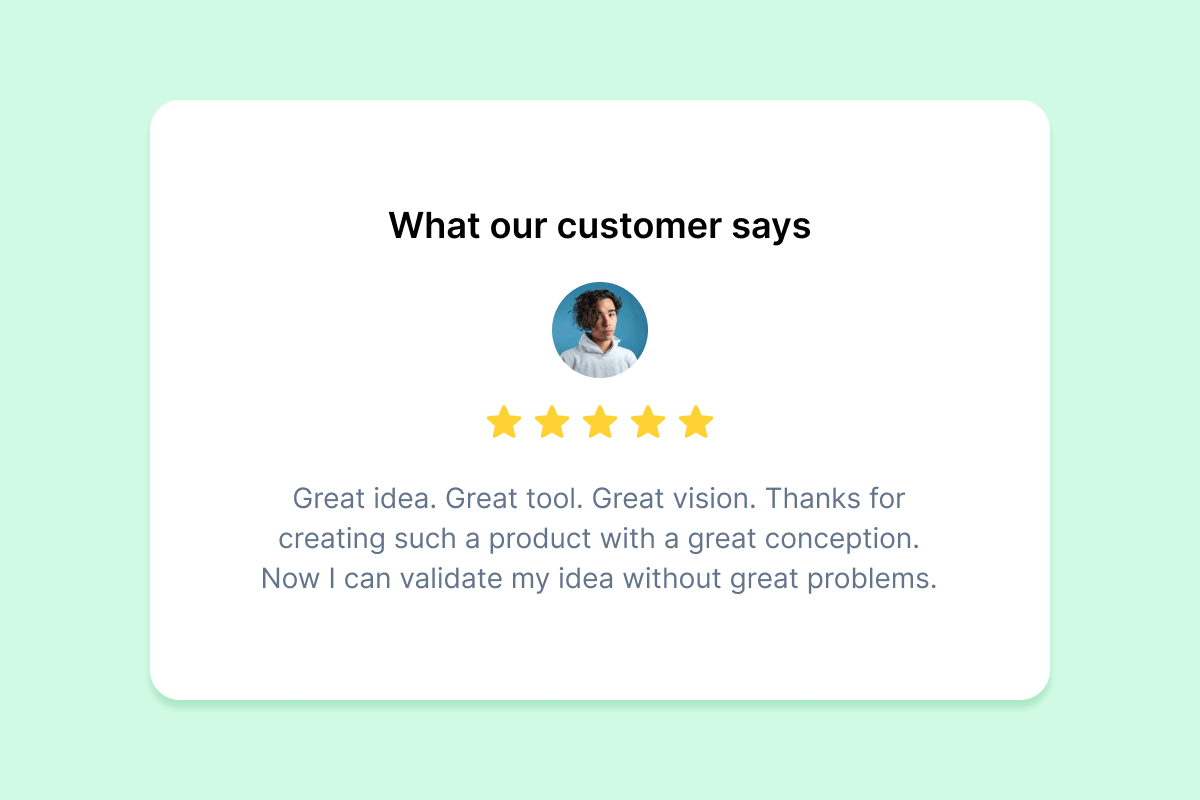 What our customer says
Great idea. Great tool. Great vision. Thanks for
creating such a product with a great conception.
Now I can validate my idea without great problems.